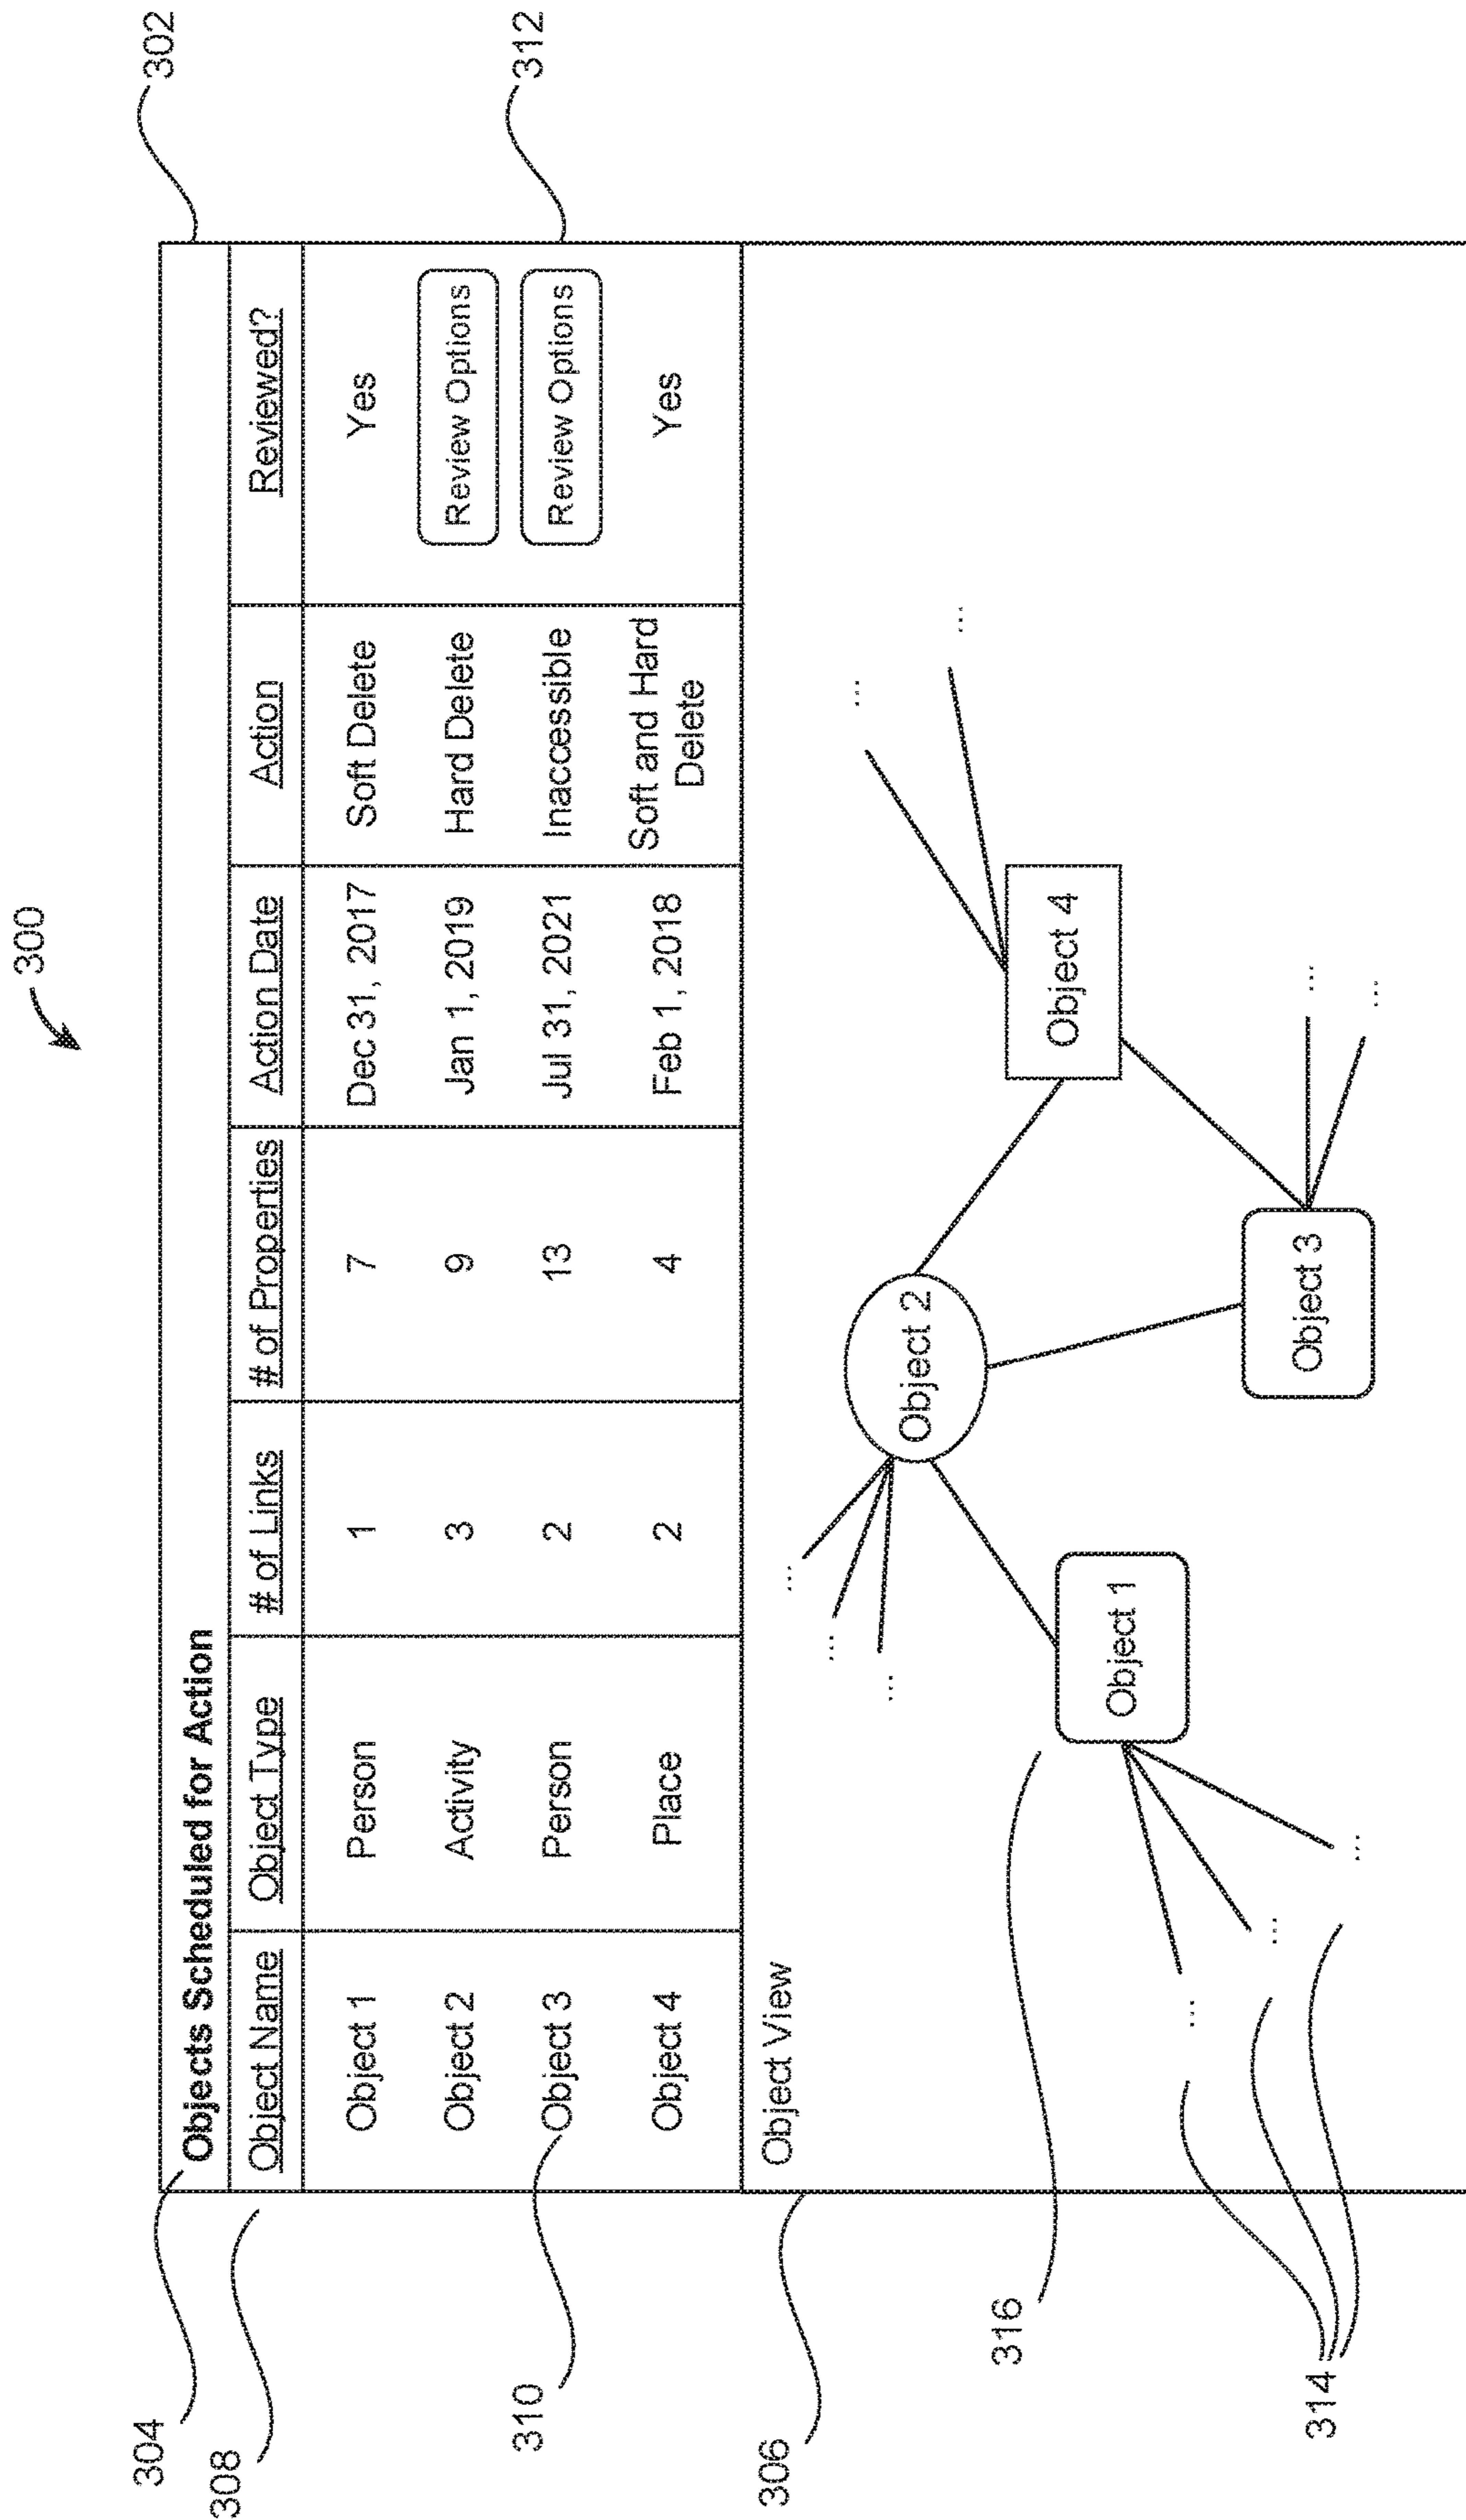 300
302
304
Objects Scheduled for Action
308
Object Name Object Type # of Links # of Properties Action Date Action Reviewed?
Object 1 Person 1 7 Dec 31, 2017 Soft Delete Yes
Object 2 Activity 3 9 Jan 1, 2019 Hard Delete Review Options
310
Object 3 Person 2 13 Jul 31, 2021 Inaccessible Review Options
312
Object 4 Place 2 4 Feb 1, 2018 Soft and Hard
Delete Yes
306
Object View
...
...
...
...
...
Object 2
316
Object 4
Object 1
...
...
...
Object 3
...
...
314